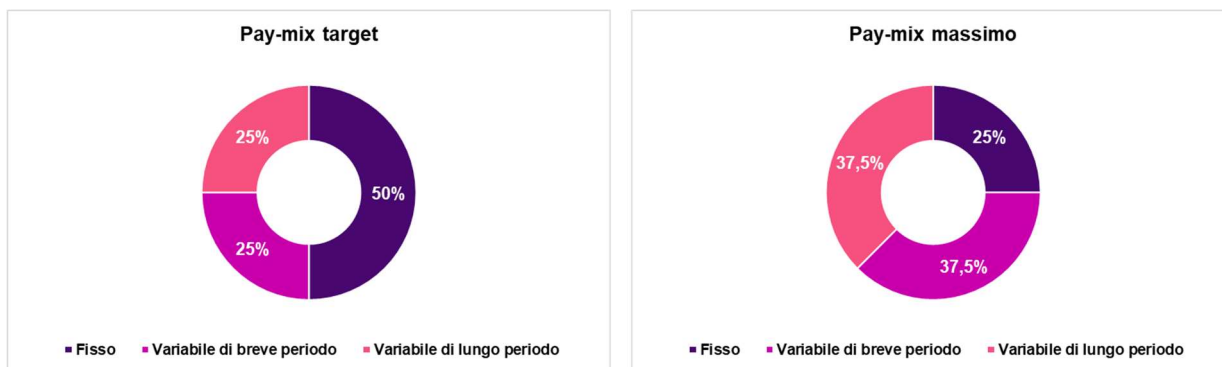 Pay-mix target
25%
50%
25%
Fisso Variabile di breve periodo Variabile di lungo periodo
Pay-mix massimo
25%
37,5%
37,5%
Fisso Variabile di breve periodo Variabile di lungo periodo